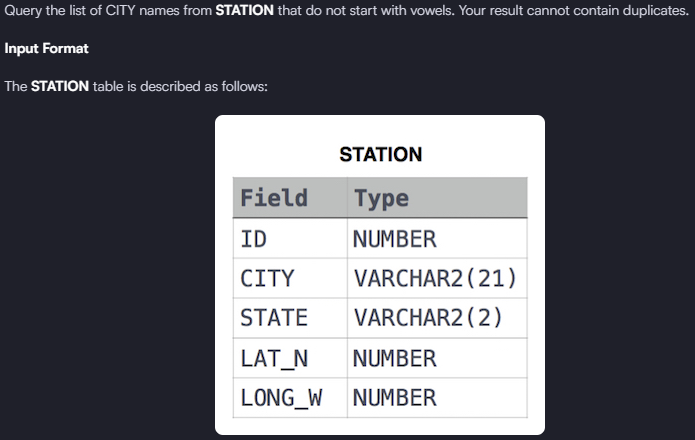 Query the list of CITY names from STATION that do not start with vowels. Your result cannot contain duplicates.
Input Format
The STATION table is described as follows:
STATION
Field Type
ID NUMBER
CITY VARCHAR2(21)
STATE VARCHAR2(2)
LAT_N NUMBER
LONG_W NUMBER